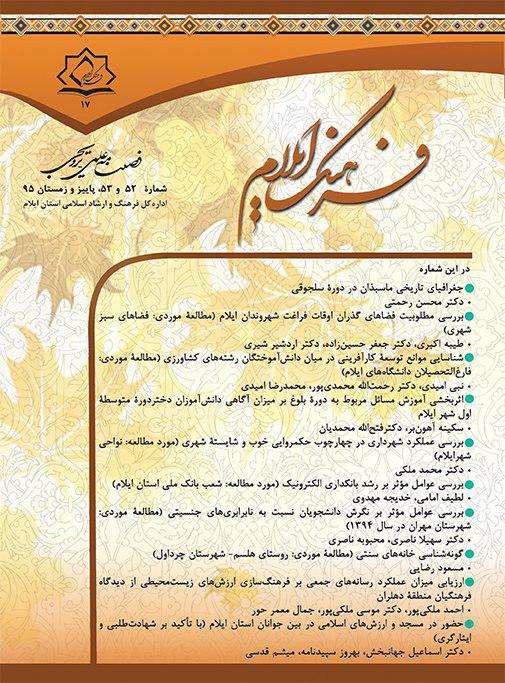 فرهنگ ایلام
۱۷
فرهنگ ایلام
فصلنامه علمی ترویجی
شمارهٔ ۵۲ و ۵۳، پاییز و زمستان ۹۵
اداره کل فرهنگ و ارشاد اسلامی استان ایلام
در این شماره
جغرافیای تاریخی ماسبذان در دورهٔ سلجوقی
• دکتر محسن رحمتی
بررسی مطلوبیت فضاهای گذران اوقات فراغت شهروندان ایلام (مطالعهٔ موردی: فضاهای سبز
شهری)
• طیبه اکبری، دکتر جعفر حسین‌زاده، دکتر اردشیر شیری
شناسایی موانع توسعهٔ کارآفرینی در میان دانش‌آموختگان رشته‌های کشاورزی (مطالعهٔ موردی:
فارغ‌التحصیلان دانشگاه‌های ایلام)
• نبی امیدی، دکتر رحمت‌الله محمدی‌پور، محمدرضا امیدی
اثربخشی آموزش مسائل مربوط به دورهٔ بلوغ بر میزان آگاهی دانش‌آموزان دختردورهٔ متوسطهٔ
اول شهر ایلام
• سکینه آهون‌بر، دکترفتح‌الله محمدیان
بررسی عملکرد شهرداری در چهارچوب حکمروایی خوب و شایستهٔ شهری (مورد مطالعه: نواحی
شهرایلام)
• دکتر محمد ملکی
بررسی عوامل مؤثر بر رشد بانکداری الکترونیک (مورد مطالعه: شعب بانک ملی استان ایلام)
• لطیف امامی، خدیجه مهدوی
بررسی عوامل مؤثر بر نگرش دانشجویان نسبت به نابرابری‌های جنسیتی (مطالعهٔ موردی:
شهرستان مهران در سال ۱۳۹۴)
• دکتر سهیلا ناصری، محبوبه ناصری
گونه‌شناسی خانه‌های سنتی (مطالعهٔ موردی: روستای هلسم- شهرستان چرداول)
• مسعود رضایی
ارزیابی میزان عملکرد رسانه‌های جمعی بر فرهنگ‌سازی ارزش‌های زیست‌محیطی از دیدگاه
فرهنگیان منطقهٔ دهلران
• احمد ملکی‌پور، دکتر موسی ملکی‌پور، جمال معمر حور
حضور در مسجد و ارزش‌های اسلامی در بین جوانان استان ایلام (با تأکید بر شهادت‌طلبی و
ایثارگری)
• دکتر اسماعیل جهانبخش، بهروز سپیدنامه، میثم قدسی